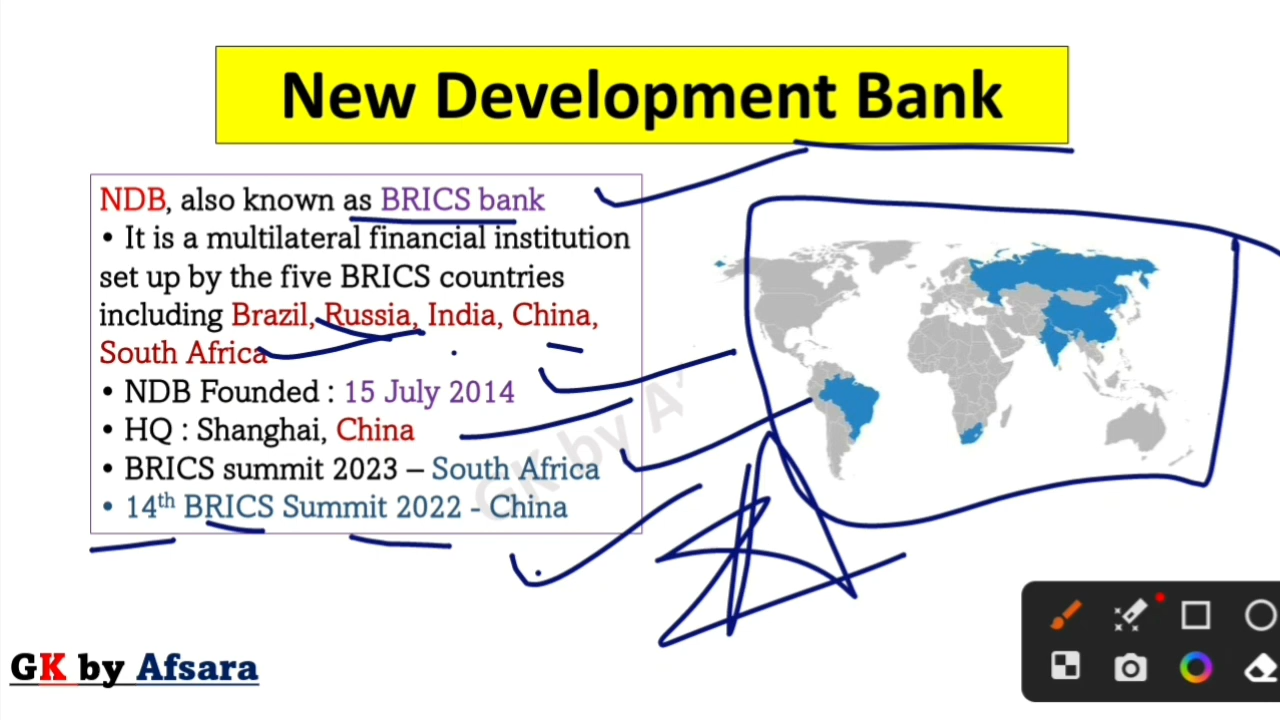 New Development Bank
NDB, also known as BRICS bank
• It is a multilateral financial institution
set up by the five BRICS countries
including Brazil, Russia, India, China,
South Africa
• NDB Founded : 15 July 2014
• HQ : Shanghai, China
• BRICS summit 2023 – South Africa
• 14th BRICS Summit 2022 - China
GK by A
GK by Afsara